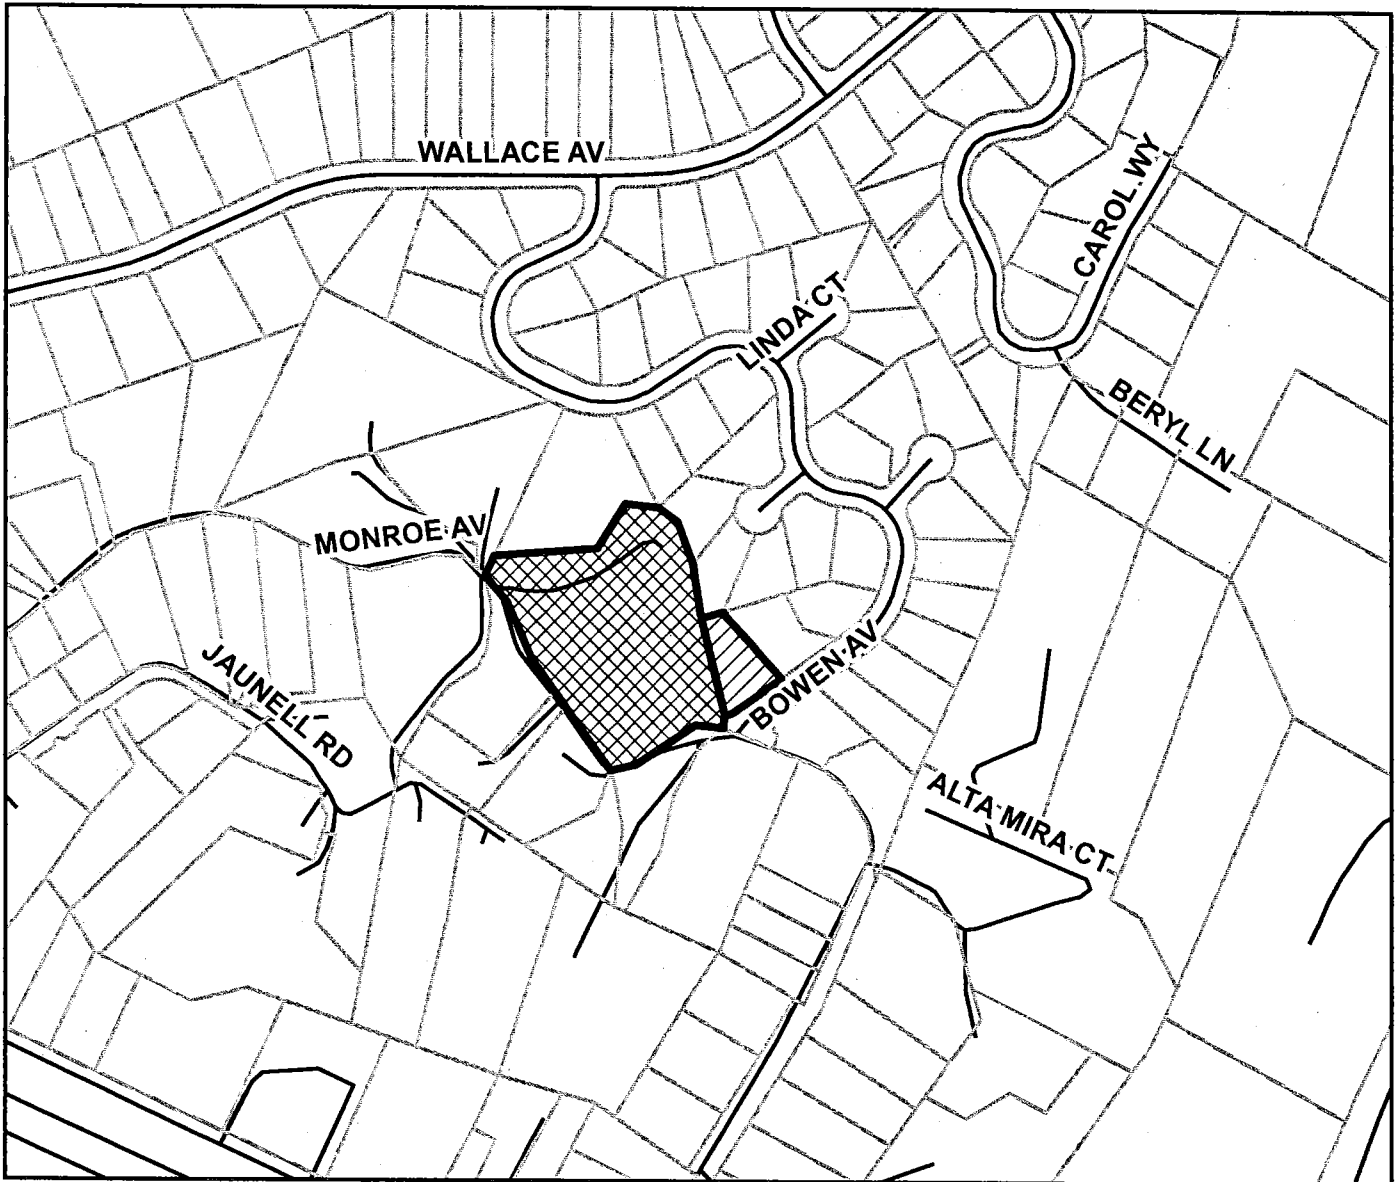 WALLACE AV
CAROL WY
LINDA CT
BERYL LN
MONROE AV
JAUNELL RD
BOWEN AV
ALTA MIRA CT